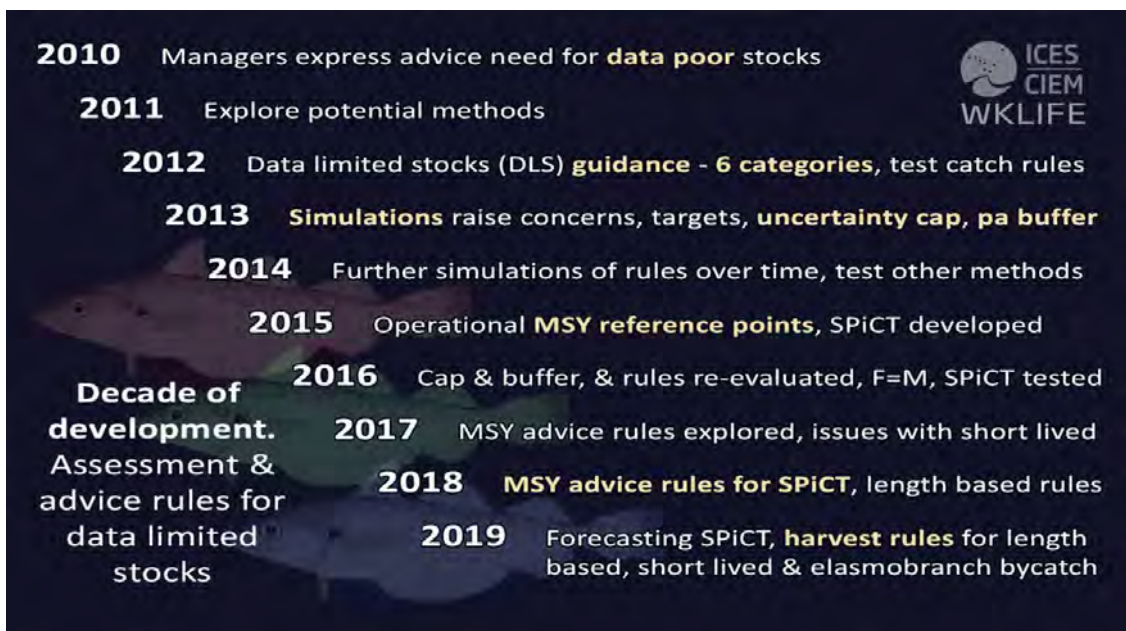 2010 Managers express advice need for data poor stocks
ICES
CIEM
WKLIFE
2011 Explore potential methods
2012 Data limited stocks (DLS) guidance - 6 categories, test catch rules
2013 Simulations raise concerns, targets, uncertainty cap, pa buffer
2014 Further simulations of rules over time, test other methods
2015 Operational MSY reference points, SPiCT developed
2016 Cap & buffer, & rules re-evaluated, F=M, SPiCT tested
2017 MSY advice rules explored, issues with short lived
2018 MSY advice rules for SPiCT, length based rules
2019 Forecasting SPiCT, harvest rules for length
based, short lived & elasmobranch bycatch
Decade of
development.
Assessment &
advice rules for
data limited
stocks